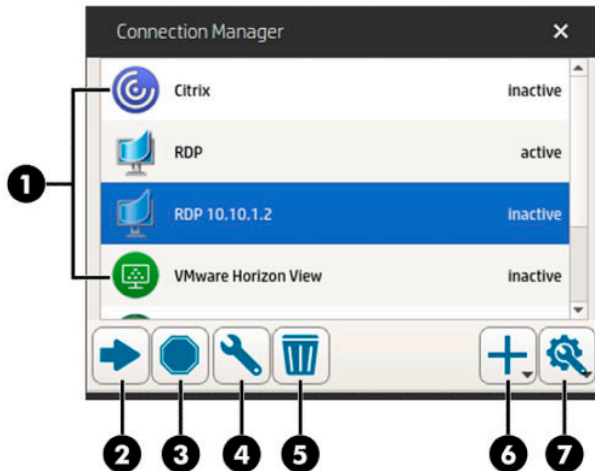 Connection Manager
Citrix inactive
RDP active
1
RDP 10.10.1.2 inactive
VMware Horizon View inactive
2 3 4 5 6 7